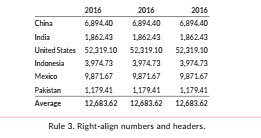 2016 2016 2016
China 6,894.40 6,894.40 6,894.40
India 1,862.43 1,862.43 1,862.43
United States 52,319.10 52,319.10 52,319.10
Indonesia 3,974.73 3,974.73 3,974.73
Mexico 9,871.67 9,871.67 9,871.67
Pakistan 1,179.41 1,179.41 1,179.41
Average 12,683.62 12,683.62 12,683.62
Rule 3. Right-align numbers and headers.